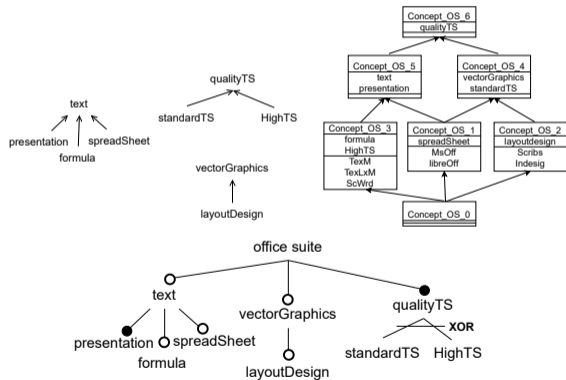 Concept_OS_6
qualityTS
Concept_OS_5
text
presentation
Concept_OS_4
vectorGraphics
standardTS
Concept_OS_3
formula
HighTS
TexM
TexLxM
ScWrd
Concept_OS_1
spreadSheet
MsOff
libreOff
Concept_OS_2
layoutdesign
Scribs
Indesig
Concept_OS_0
text
presentation
formula
spreadSheet
qualityTS
standardTS
HighTS
vectorGraphics
layoutDesign
office suite
text
presentation
formula
spreadSheet
vectorGraphics
layoutDesign
qualityTS
XOR
standardTS
HighTS